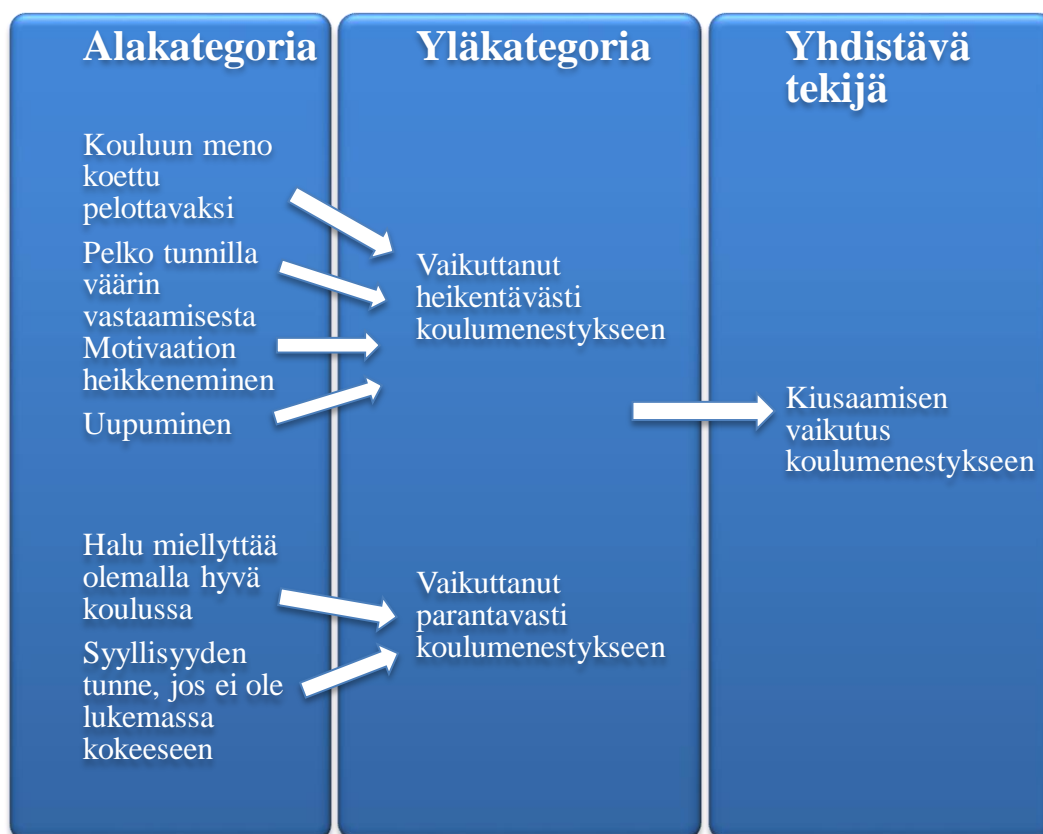 Alakategoria
Kouluun meno
koettu
pelottavaksi
Pelko tunnilla
väärin
vastaamisesta
Motivaation
heikkeneminen
Uupuminen
Halu miellyttää
olemalla hyvä
koulussa
Syyllisyyden
tunne, jos ei ole
lukemassa
kokeeseen
Yläkategoria
Vaikuttanut
heikentävästi
koulumenestykseen
Vaikuttanut
parantavasti
koulumenestykseen
Yhdistävä
tekijä
Kiusaamisen
vaikutus
koulumenestykseen